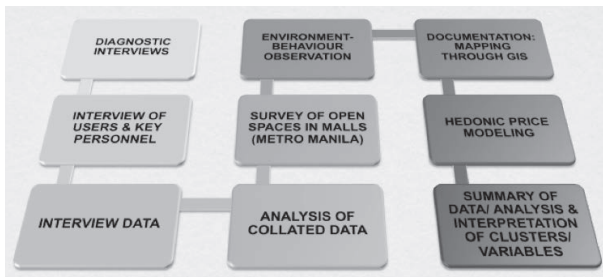 DIAGNOSTIC
INTERVIEWS
INTERVIEW OF
USERS & KEY
PERSONNEL
INTERVIEW DATA
ANALYSIS OF
COLLATED DATA
SURVEY OF OPEN
SPACES IN MALLS
(METRO MANILA)
ENVIRONMENT-
BEHAVIOUR
OBSERVATION
DOCUMENTATION:
MAPPING
THROUGH GIS
HEDONIC PRICE
MODELING
SUMMARY OF
DATA/ ANALYSIS &
INTERPRETATION
OF CLUSTERS/
VARIABLES